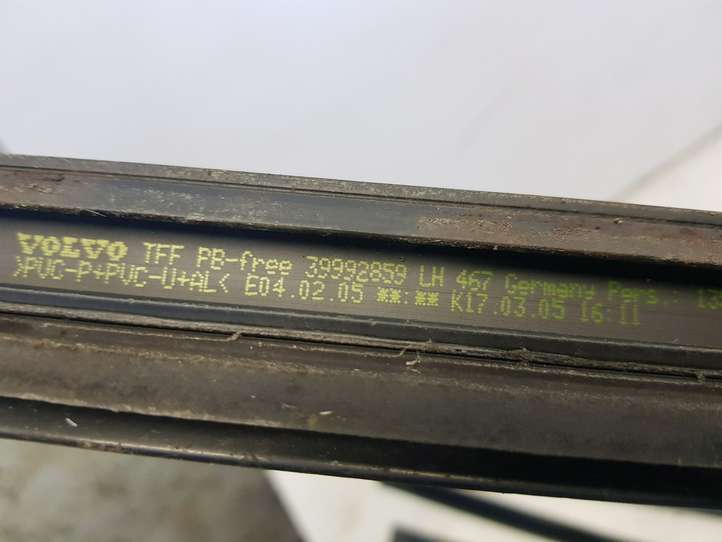 VOLVO TFF PB-free 39992859 LH 467 Germany Pers.:
>PVC-P+PVC-U+AL< E04.02.05 **:** K17.03.05 16:11